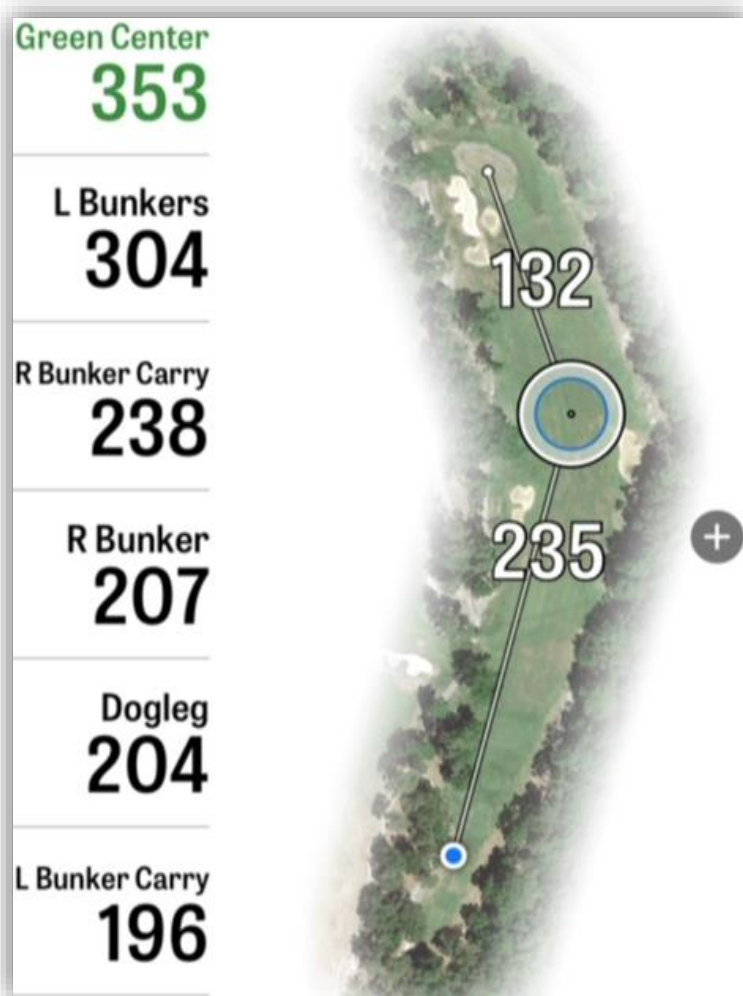 Green Center
353
L Bunkers
304
R Bunker Carry
238
R Bunker
207
Dogleg
204
L Bunker Carry
196
132
235
+